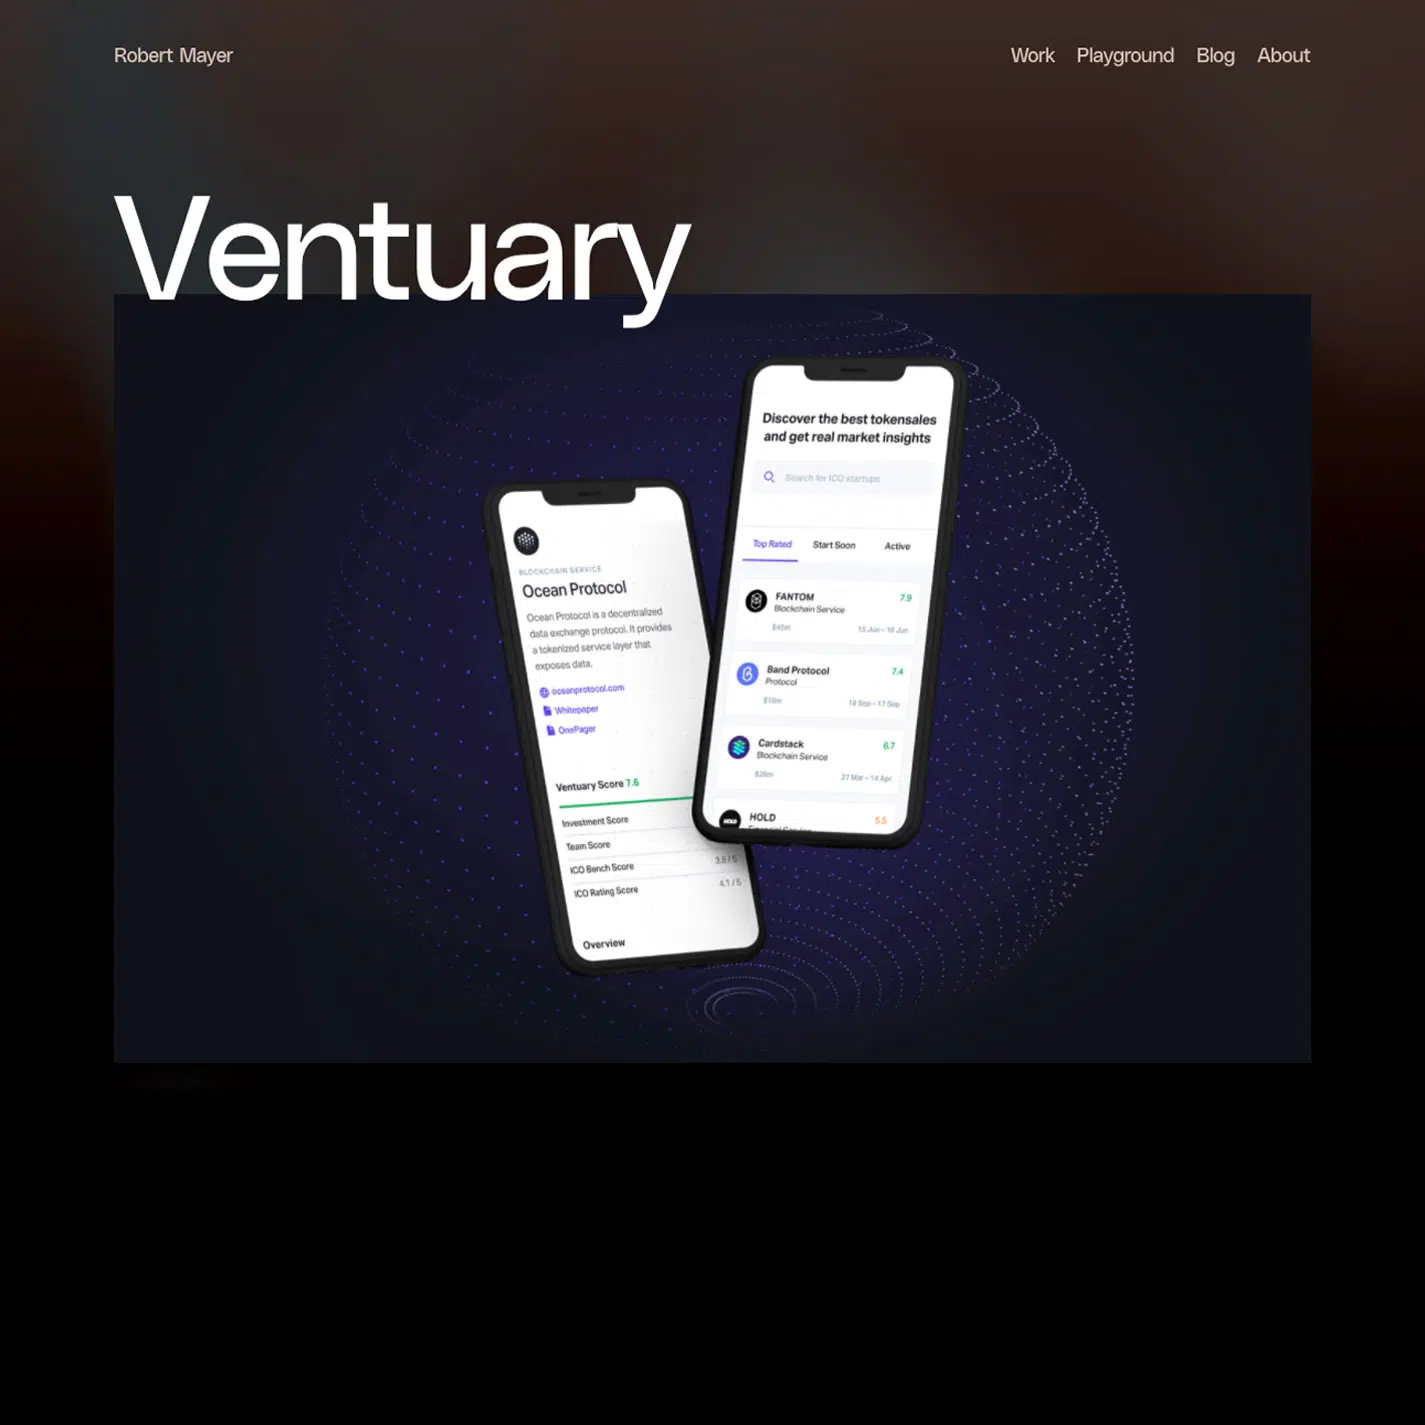 Robert Mayer
Work Playground Blog About
Ventuary
BLOCKCHAIN SERVICE
Ocean Protocol
Ocean Protocol is a decentralized
data exchange protocol. It provides
a tokenized service layer that
exposes data.
oceanprotocol.com
Whitepaper
OnePager
Ventuary Score 7.6
Investment Score
Team Score
ICO Bench Score 3.8 / 5
ICO Rating Score 4.1 / 5
Overview
Discover the best tokensales
and get real market insights
Search for ICO startups
Top Rated Start Soon Active
FANTOM 7.9
Blockchain Service
$45m 15 Jun – 16 Jun
Band Protocol 7.4
Protocol
$10m 18 Sep – 17 Sep
Cardstack 6.7
Blockchain Service
$26m 27 Mar – 14 Apr
HOLD
HOLD 5.5
Financial Service